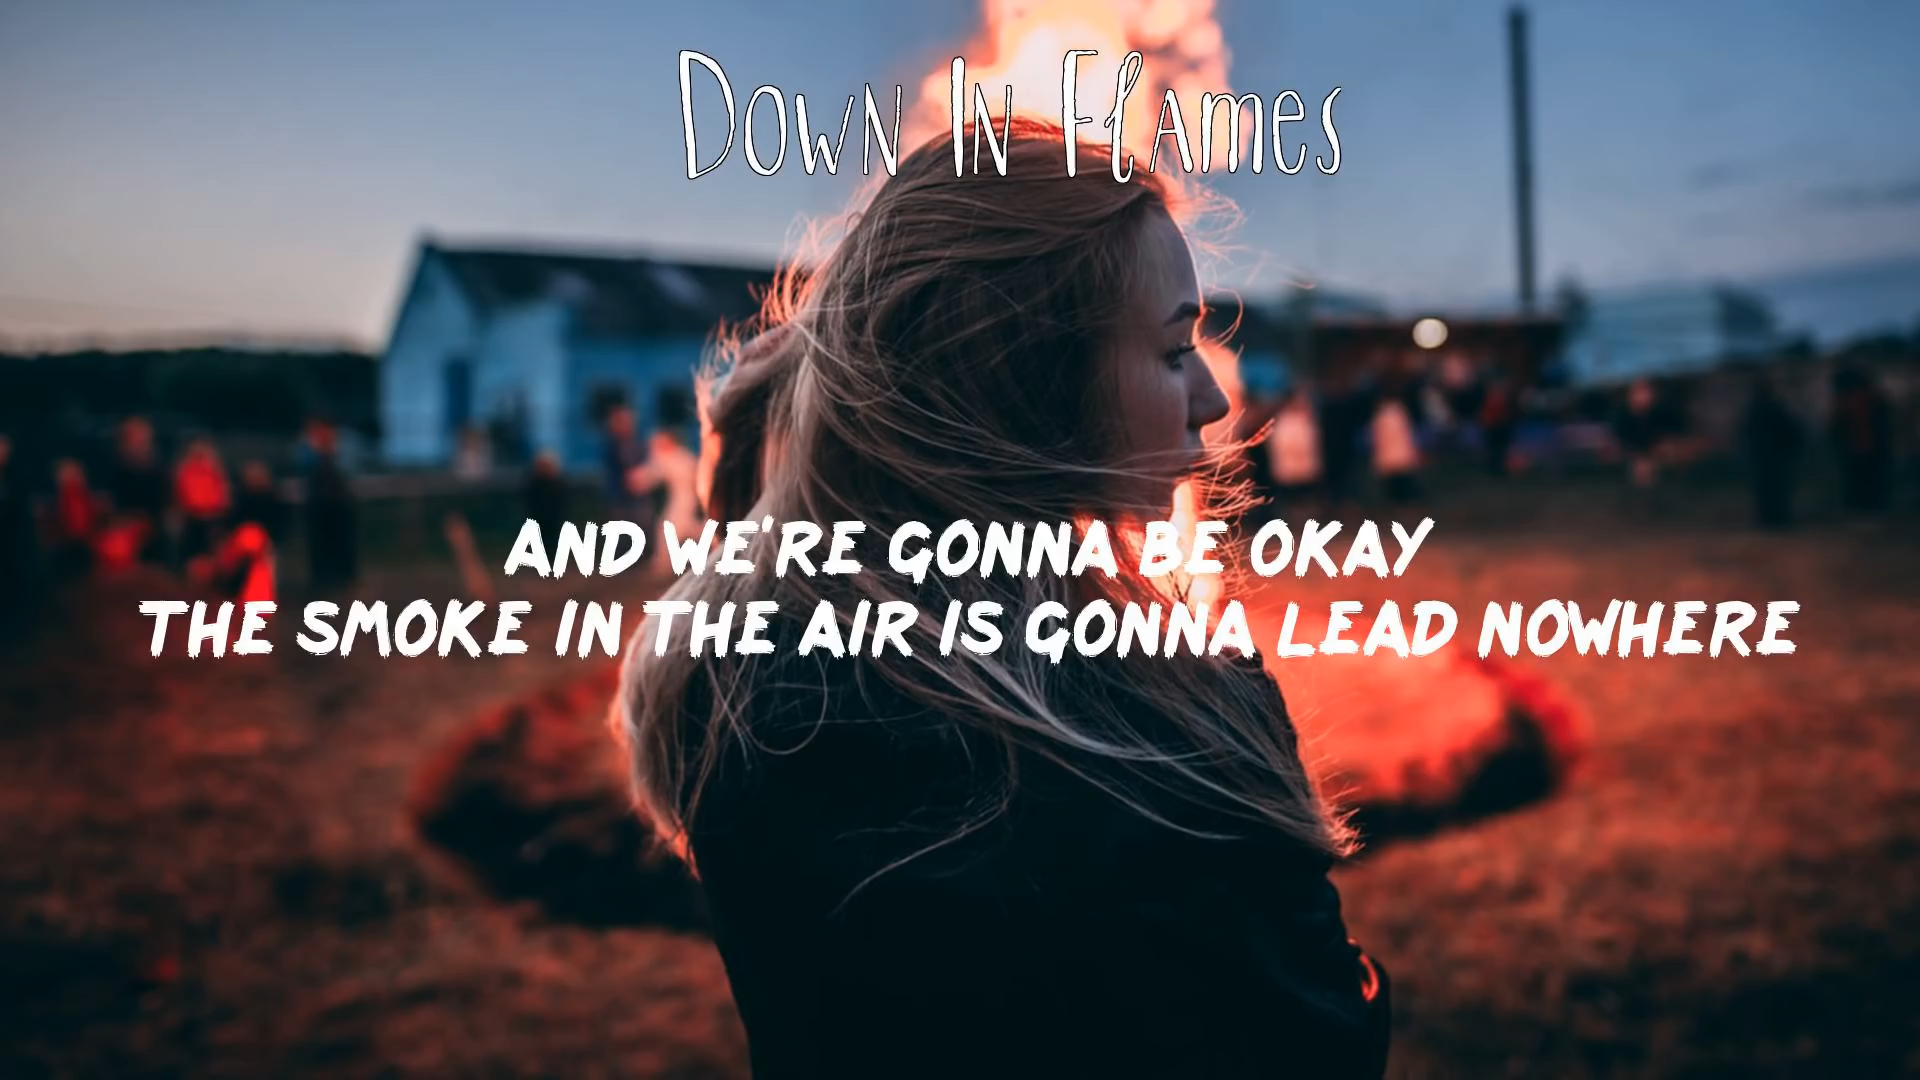 Down In Flames
AND WE'RE GONNA BE OKAY
THE SMOKE IN THE AIR IS GONNA LEAD NOWHERE